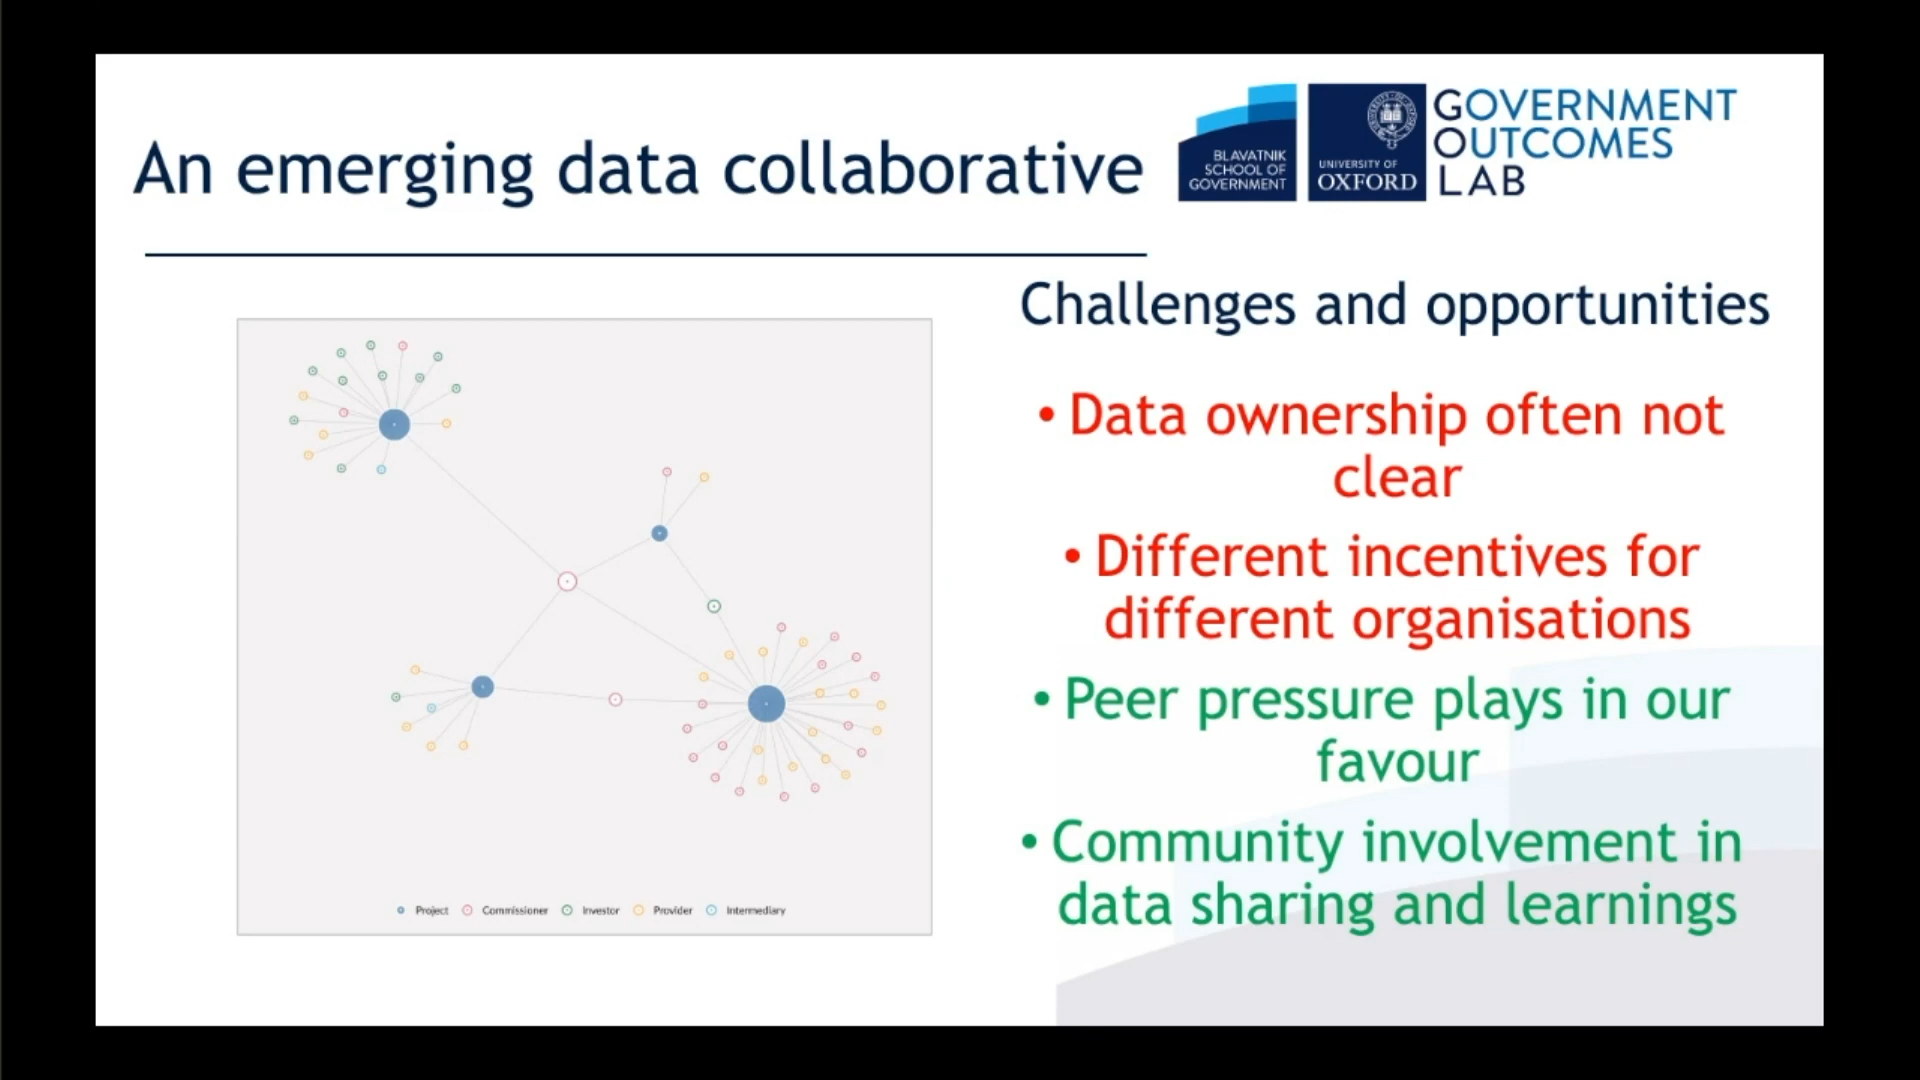 An emerging data collaborative
BLAVATNIK
SCHOOL OF
GOVERNMENT
UNIVERSITY OF
OXFORD
GOVERNMENT
OUTCOMES
LAB
Challenges and opportunities
• Data ownership often not
clear
• Different incentives for
different organisations
• Peer pressure plays in our
favour
• Community involvement in
data sharing and learnings
Project Commissioner Investor Provider Intermediary